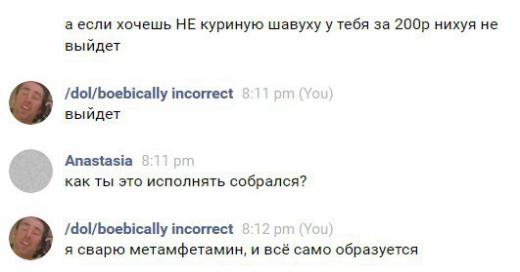 а если хочешь НЕ куриную шавуху у тебя за 200р нихуя не
выйдет
/dol/boebically incorrect 8:11 pm (You)
выйдет
Anastasia 8:11 pm
как ты это исполнять собрался?
/dol/boebically incorrect 8:12 pm (You)
я сварю метамфетамин, и всё само образуется